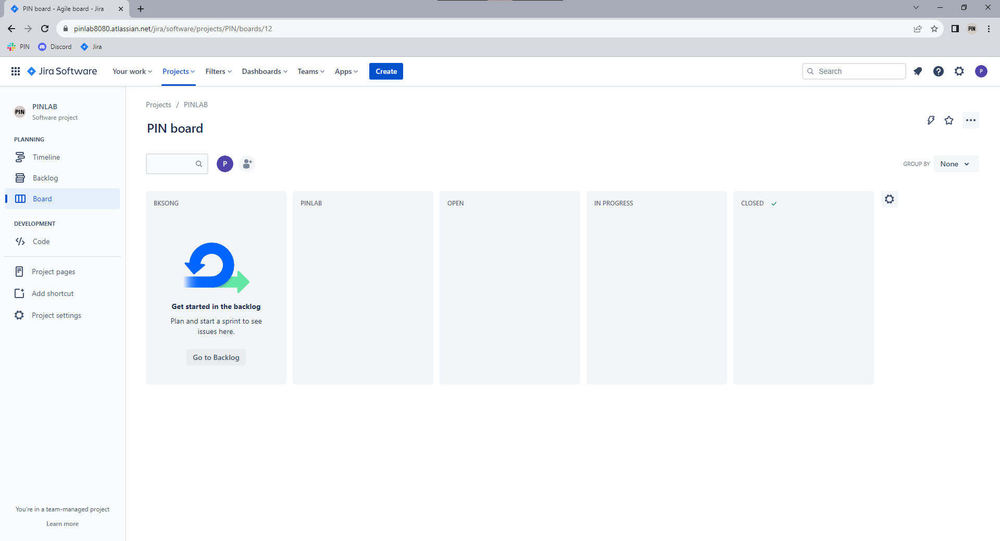 PIN board - Agile board - Jira
pinlab8080.atlassian.net/jira/software/projects/PIN/boards/12
PIN
PIN
Discord
Jira
Jira Software
Your work
Projects
Filters
Dashboards
Teams
Apps
Create
Search
P
PIN
PINLAB
Software project
PLANNING
Timeline
Backlog
Board
DEVELOPMENT
Code
Project pages
Add shortcut
Project settings
You're in a team-managed project
Learn more
Projects / PINLAB
PIN board
P
GROUP BY
None
BKSONG
PINLAB
OPEN
IN PROGRESS
CLOSED
Get started in the backlog
Plan and start a sprint to see
issues here.
Go to Backlog